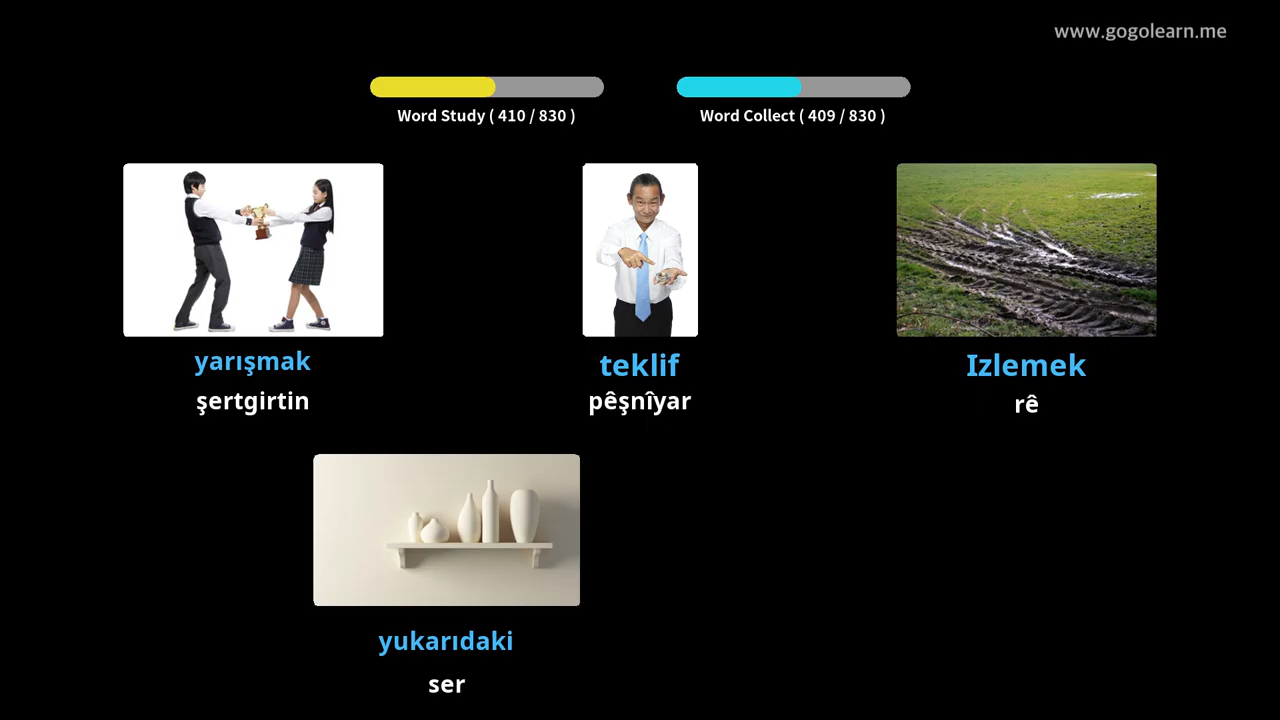 www.gogolearn.me
Word Study ( 410 / 830 )
Word Collect ( 409 / 830 )
yarışmak
şertgirtin
teklif
pêşnîyar
Izlemek
rê
yukarıdaki
ser